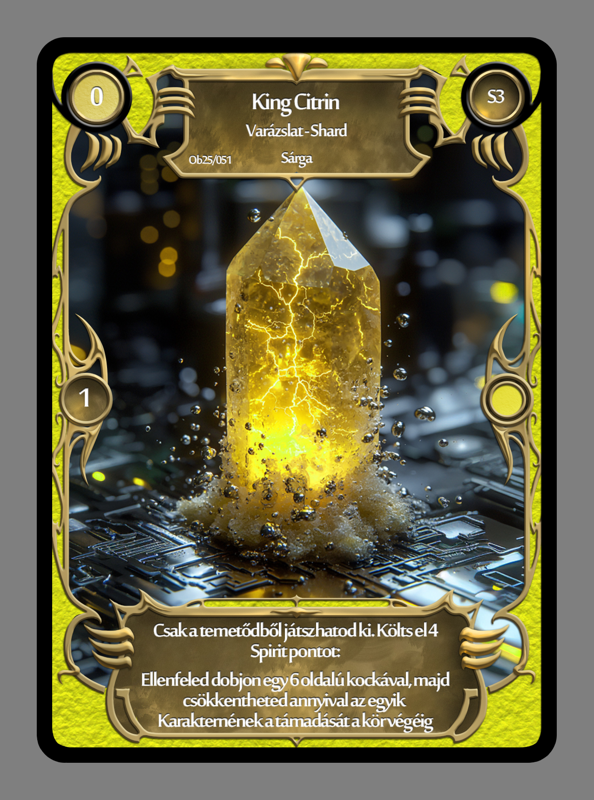 0
King Citrin
S3
Varázslat - Shard
Ob25/051
Sárga
1
Csak a temetődből játszhatod ki. Költs el 4
Spirit pontot:
Ellenfeled dobjon egy 6 oldalú kockával, majd
csökkentheted annyival az egyik
Karakternének a támadását a kör végéig